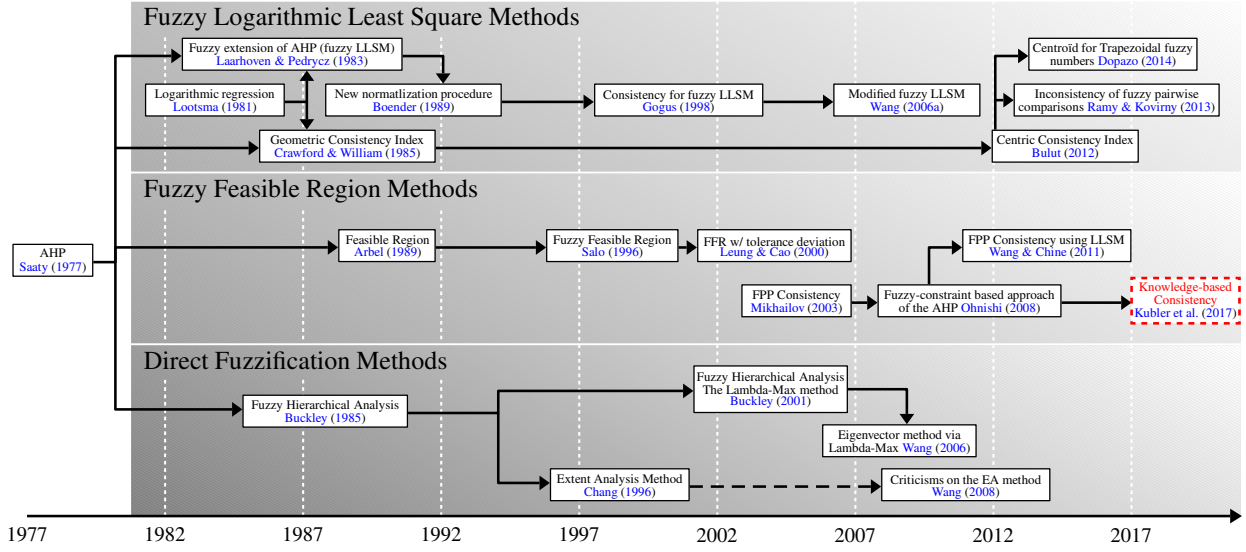 Fuzzy Logarithmic Least Square Methods
Fuzzy extension of AHP (fuzzy LLSM)
Laarhoven & Pedrycz (1983)
Centroïd for Trapezoidal fuzzy
numbers Dopazo (2014)
Logarithmic regression
Lootsma (1981)
New normatlization procedure
Boender (1989)
Consistency for fuzzy LLSM
Gogus (1998)
Modified fuzzy LLSM
Wang (2006a)
Inconsistency of fuzzy pairwise
comparisons Ramy & Kovirny (2013)
Geometric Consistency Index
Crawford & William (1985)
Centric Consistency Index
Bulut (2012)
Fuzzy Feasible Region Methods
AHP
Saaty (1977)
Feasible Region
Arbel (1989)
Fuzzy Feasible Region
Salo (1996)
FFR w/ tolerance deviation
Leung & Cao (2000)
FPP Consistency using LLSM
Wang & Chine (2011)
FPP Consistency
Mikhailov (2003)
Fuzzy-constraint based approach
of the AHP Ohnishi (2008)
Knowledge-based
Consistency
Kubler et al. (2017)
Direct Fuzzification Methods
Fuzzy Hierarchical Analysis
Buckley (1985)
Fuzzy Hierarchical Analysis
The Lambda-Max method
Buckley (2001)
Eigenvector method via
Lambda-Max Wang (2006)
Extent Analysis Method
Chang (1996)
Criticisms on the EA method
Wang (2008)
1977 1982 1987 1992 1997 2002 2007 2012 2017